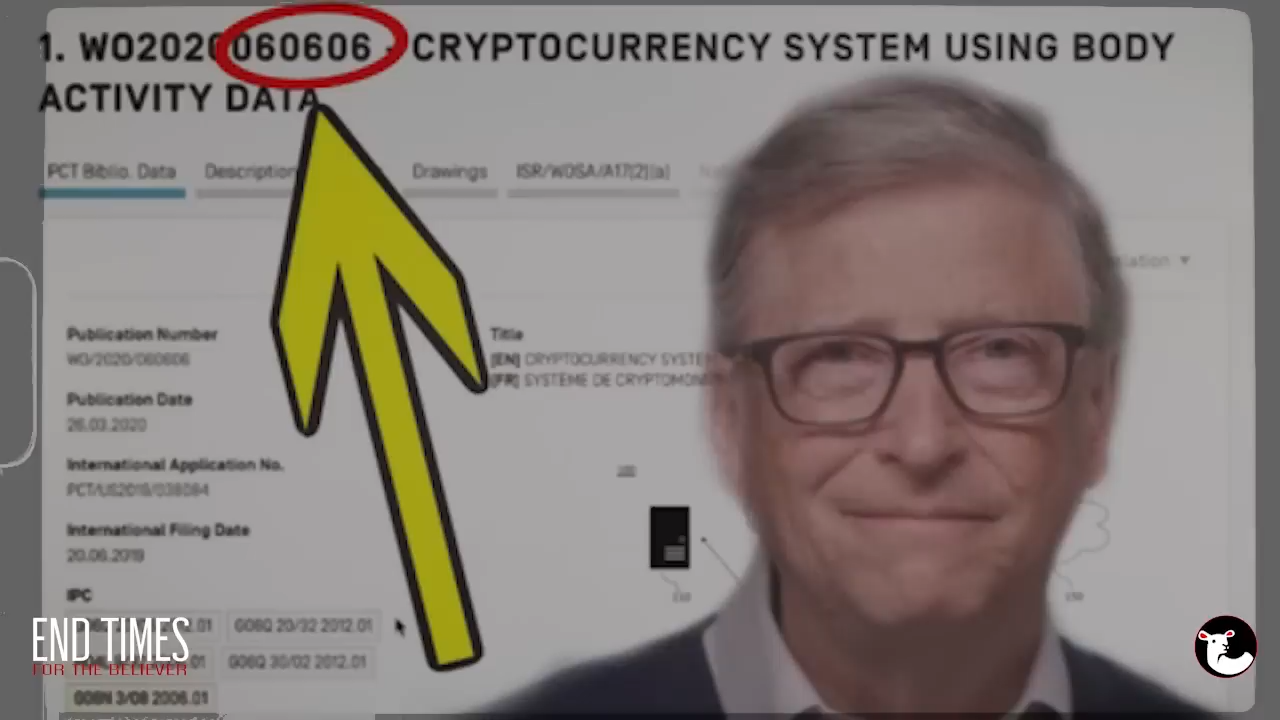 1. WO2020060606 - CRYPTOCURRENCY SYSTEM USING BODY
ACTIVITY DATA
PCT Biblio. Data
Description
Drawings
ISR/WOSA/A17(2)(a)
Publication Number
WO/2020/060606
Publication Date
26.03.2020
International Application No.
PCT/US2019/038084
International Filing Date
20.06.2019
IPC
G06Q 20/32 2012.01
G06Q 30/02 2012.01
G06N 3/08 2006.01
Title
[EN] CRYPTOCURRENCY SYSTEM
[FR] SYSTÈME DE CRYPTOMON
100
END TIMES
FOR THE BELIEVER